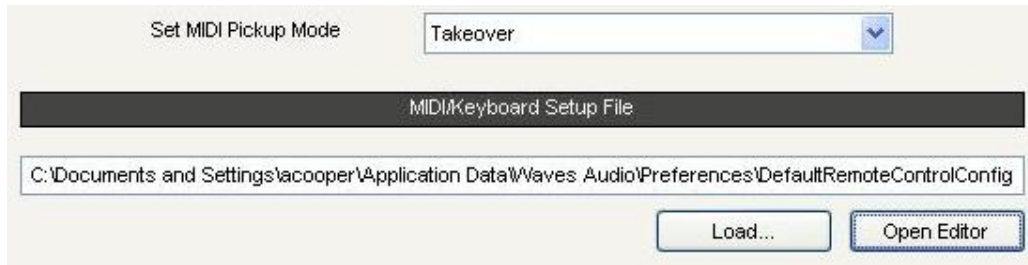 Set MIDI Pickup Mode Takeover
MIDI/Keyboard Setup File
C:\Documents and Settings\acooper\Application Data\Waves Audio\Preferences\DefaultRemoteControlConfig
Load... Open Editor